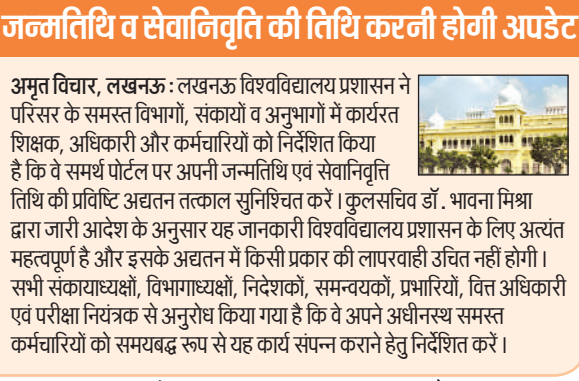 जन्मतिथि व सेवानिवृति की तिथि करनी होगी अपडेट
अमृत विचार, लखनऊ : लखनऊ विश्वविद्यालय प्रशासन ने
परिसर के समस्त विभागों, संकायों व अनुभागों में कार्यरत
शिक्षक, अधिकारी और कर्मचारियों को निर्देशित किया
है कि वे समर्थ पोर्टल पर अपनी जन्मतिथि एवं सेवानिवृत्ति
तिथि की प्रविष्टि अद्यतन तत्काल सुनिश्चित करें । कुलसचिव डॉ. भावना मिश्रा
द्वारा जारी आदेश के अनुसार यह जानकारी विश्वविद्यालय प्रशासन के लिए अत्यंत
महत्वपूर्ण है और इसके अद्यतन में किसी प्रकार की लापरवाही उचित नहीं होगी ।
सभी संकायाध्यक्षों, विभागाध्यक्षों, निदेशकों, समन्वयकों, प्रभारियों, वित्त अधिकारी
एवं परीक्षा नियंत्रक से अनुरोध किया गया है कि वे अपने अधीनस्थ समस्त
कर्मचारियों को समयबद्ध रूप से यह कार्य संपन्न कराने हेतु निर्देशित करें ।